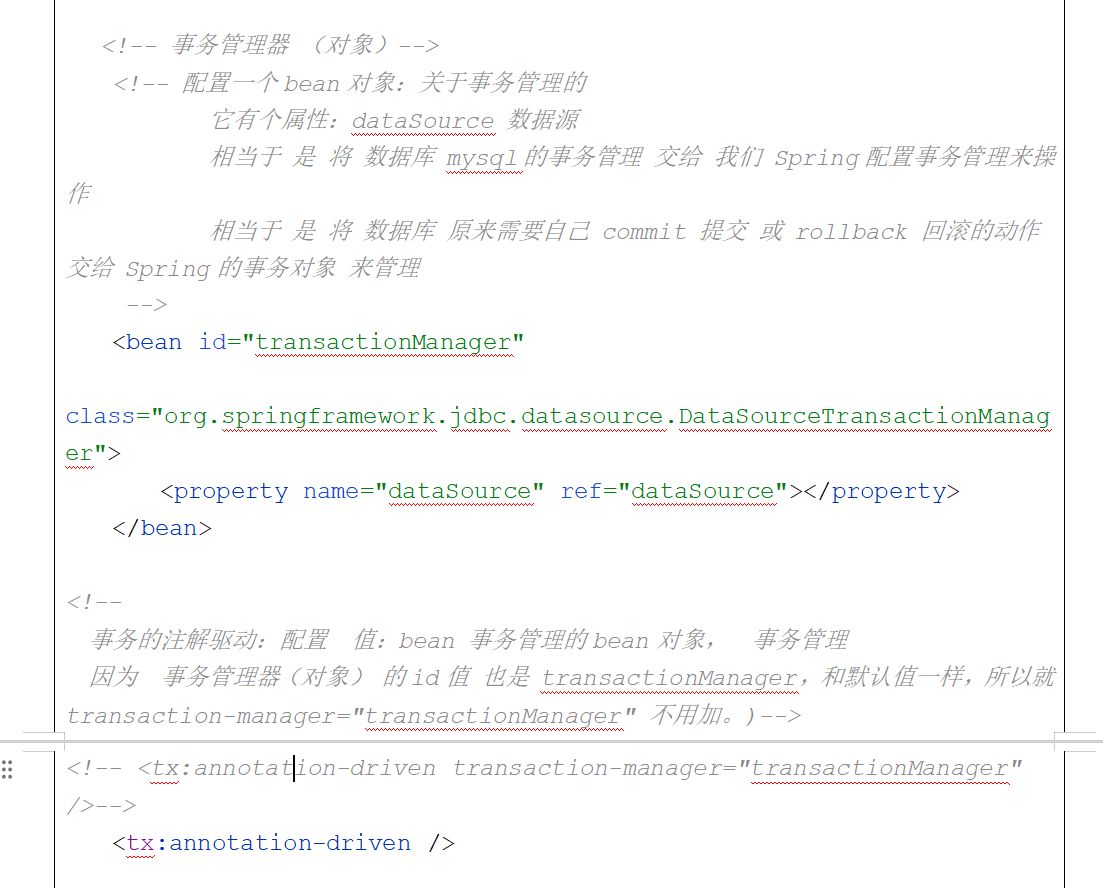 <!-- 事务管理器 （对象）-->
<!-- 配置一个 bean 对象：关于事务管理的
它有个属性：dataSource 数据源
相当于 是 将 数据库 mysql 的事务管理 交给 我们 Spring 配置事务管理来操
作
相当于 是 将 数据库 原来需要自己 commit 提交 或 rollback 回滚的动作
交给 Spring 的事务对象 来管理
-->
<bean id="transactionManager"
class="org.springframework.jdbc.datasource.DataSourceTransactionManag
er">
<property name="dataSource" ref="dataSource"></property>
</bean>
<!--
事务的注解驱动：配置 值：bean 事务管理的 bean 对象， 事务管理
因为 事务管理器（对象） 的 id 值 也是 transactionManager，和默认值一样，所以就
transaction-manager="transactionManager" 不用加。)-->
<!-- <tx:annotation-driven transaction-manager="transactionManager"
/>-->
<tx:annotation-driven />